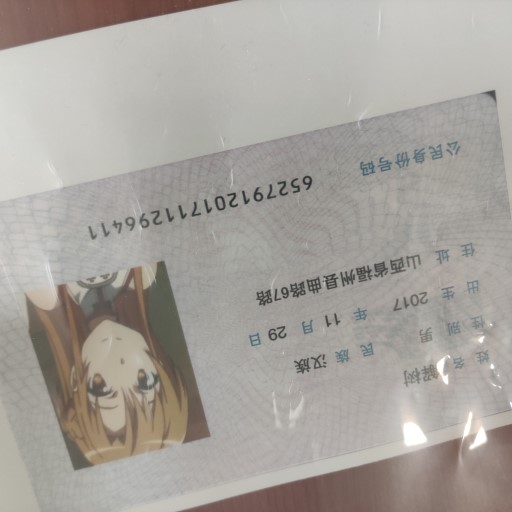 姓名 解树
性别 男 民族 汉族
出生 2017 年 11 月 29 日
住址 山西省福州县曲路67路
公民身份号码 652791201711296411